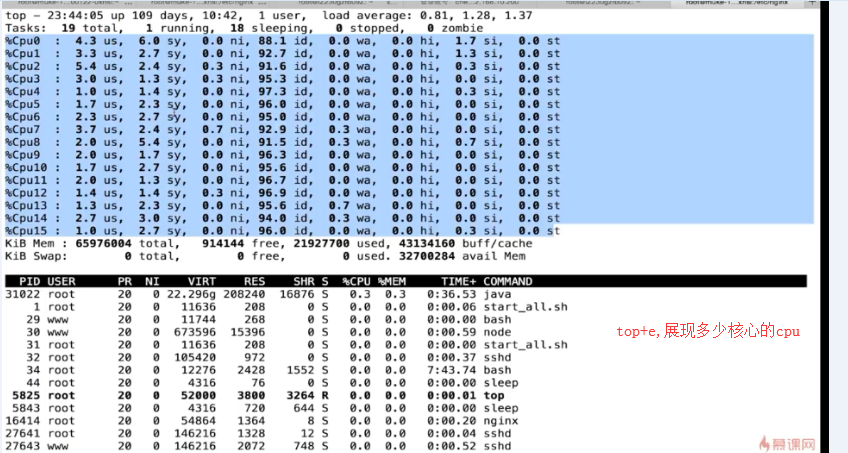 top - 23:44:05 up 109 days, 10:42, 1 user, load average: 0.81, 1.28, 1.37
Tasks: 19 total, 1 running, 18 sleeping, 0 stopped, 0 zombie
%Cpu0 : 4.3 us, 6.0 sy, 0.0 ni, 88.1 id, 0.0 wa, 0.0 hi, 1.7 si, 0.0 st
%Cpu1 : 3.3 us, 2.7 sy, 0.0 ni, 92.7 id, 0.0 wa, 0.0 hi, 1.3 si, 0.0 st
%Cpu2 : 5.4 us, 2.4 sy, 0.3 ni, 91.6 id, 0.0 wa, 0.0 hi, 0.3 si, 0.0 st
%Cpu3 : 3.0 us, 1.3 sy, 0.3 ni, 95.3 id, 0.0 wa, 0.0 hi, 0.0 si, 0.0 st
%Cpu4 : 1.0 us, 1.4 sy, 0.0 ni, 97.3 id, 0.0 wa, 0.0 hi, 0.3 si, 0.0 st
%Cpu5 : 1.7 us, 2.3 sy, 0.0 ni, 96.0 id, 0.0 wa, 0.0 hi, 0.0 si, 0.0 st
%Cpu6 : 2.3 us, 2.7 sy, 0.0 ni, 95.0 id, 0.0 wa, 0.0 hi, 0.0 si, 0.0 st
%Cpu7 : 3.7 us, 2.4 sy, 0.7 ni, 92.9 id, 0.3 wa, 0.0 hi, 0.0 si, 0.0 st
%Cpu8 : 2.0 us, 5.4 sy, 0.0 ni, 91.5 id, 0.3 wa, 0.0 hi, 0.7 si, 0.0 st
%Cpu9 : 2.0 us, 1.7 sy, 0.0 ni, 96.3 id, 0.0 wa, 0.0 hi, 0.0 si, 0.0 st
%Cpu10 : 1.7 us, 2.7 sy, 0.0 ni, 95.6 id, 0.0 wa, 0.0 hi, 0.0 si, 0.0 st
%Cpu11 : 2.0 us, 1.3 sy, 0.0 ni, 96.7 id, 0.0 wa, 0.0 hi, 0.0 si, 0.0 st
%Cpu12 : 1.4 us, 1.4 sy, 0.3 ni, 96.9 id, 0.0 wa, 0.0 hi, 0.0 si, 0.0 st
%Cpu13 : 1.3 us, 2.3 sy, 0.0 ni, 95.6 id, 0.7 wa, 0.0 hi, 0.0 si, 0.0 st
%Cpu14 : 2.7 us, 3.0 sy, 0.0 ni, 94.0 id, 0.3 wa, 0.0 hi, 0.0 si, 0.0 st
%Cpu15 : 1.0 us, 2.7 sy, 0.0 ni, 96.0 id, 0.0 wa, 0.0 hi, 0.3 si, 0.0 st
KiB Mem : 65976004 total, 914144 free, 21927700 used, 43134160 buff/cache
KiB Swap: 0 total, 0 free, 0 used. 32700284 avail Mem
PID USER PR NI VIRT RES SHR S %CPU %MEM TIME+ COMMAND
31022 root 20 0 22.296g 208240 16876 S 0.3 0.3 0:36.53 java
1 root 20 0 11636 208 0 S 0.0 0.0 0:00.06 start_all.sh
29 www 20 0 11744 268 0 S 0.0 0.0 0:00.00 bash
30 www 20 0 673596 15396 0 S 0.0 0.0 0:00.59 node
31 root 20 0 11636 208 0 S 0.0 0.0 0:00.00 start_all.sh
32 root 20 0 105420 972 0 S 0.0 0.0 0:00.37 sshd
34 root 20 0 12276 2428 1552 S 0.0 0.0 7:43.74 bash
44 root 20 0 4316 76 0 S 0.0 0.0 0:00.00 sleep
5825 root 20 0 52000 3800 3264 R 0.0 0.0 0:00.01 top
5843 root 20 0 4316 720 644 S 0.0 0.0 0:00.00 sleep
16414 root 20 0 54864 1364 8 S 0.0 0.0 0:00.20 nginx
27641 root 20 0 146216 1328 12 S 0.0 0.0 0:00.04 sshd
27643 www 20 0 146216 2072 748 S 0.0 0.0 0:00.52 sshd
top+e,展现多少核心的cpu
慕课网